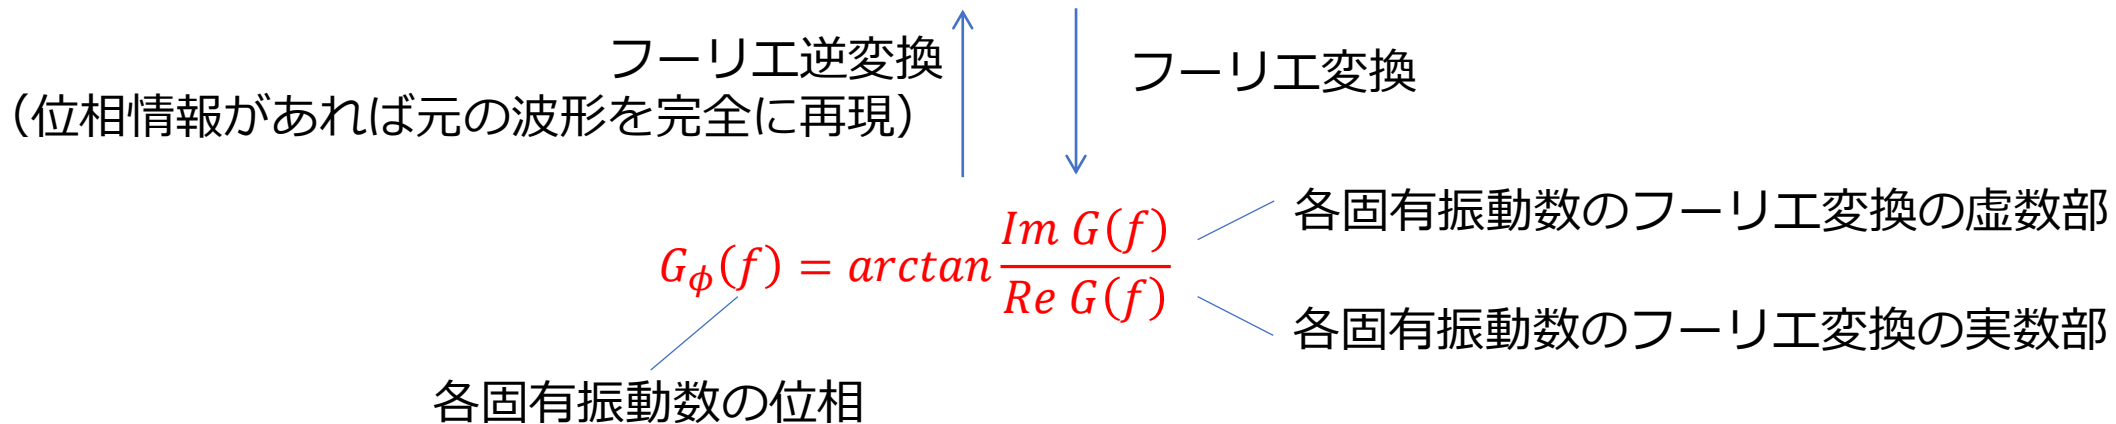 フーリエ逆変換
（位相情報があれば元の波形を完全に再現）
フーリエ変換
G_ϕ(f) = arctan Im G(f) / Re G(f)
各固有振動数のフーリエ変換の虚数部
各固有振動数のフーリエ変換の実数部
各固有振動数の位相